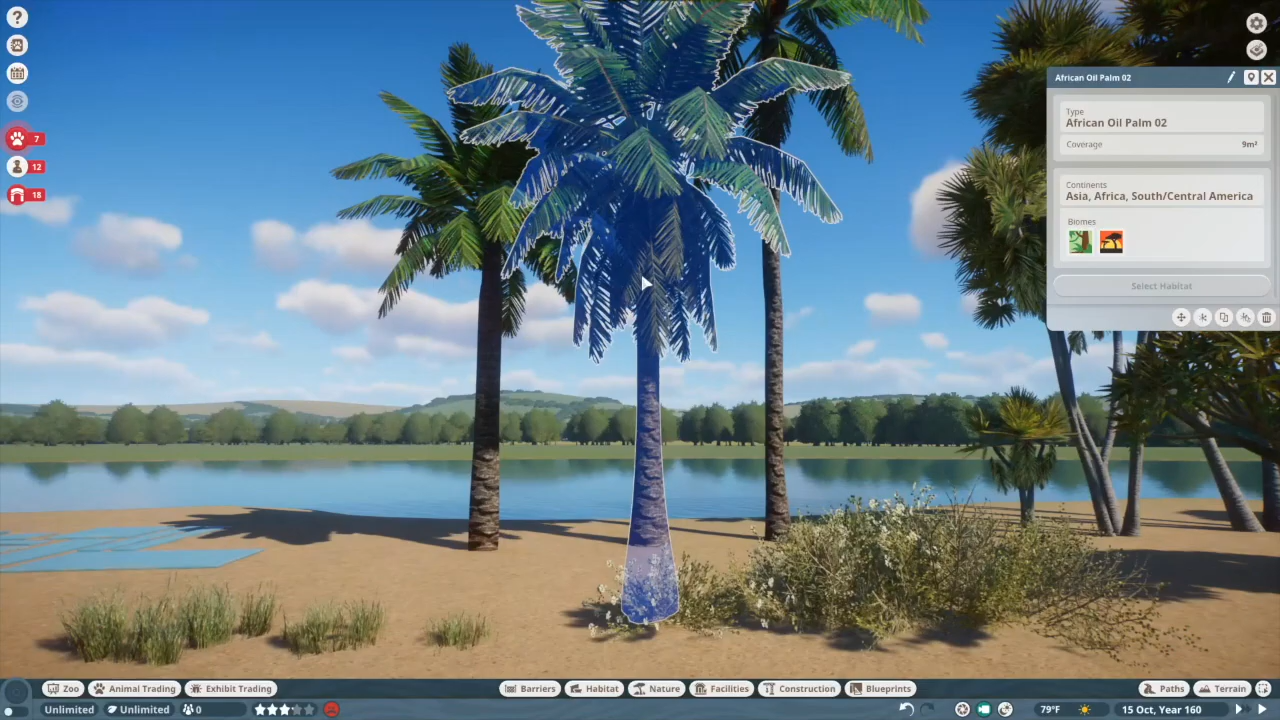 ?
African Oil Palm 02
Type
African Oil Palm 02
Coverage 9m²
7
12
Continents
18
Asia, Africa, South/Central America
Biomes
Select Habitat
Zoo Animal Trading Exhibit Trading Barriers Habitat Nature Facilities Construction Blueprints Paths Terrain
Unlimited Unlimited 0 79°F 15 Oct, Year 160